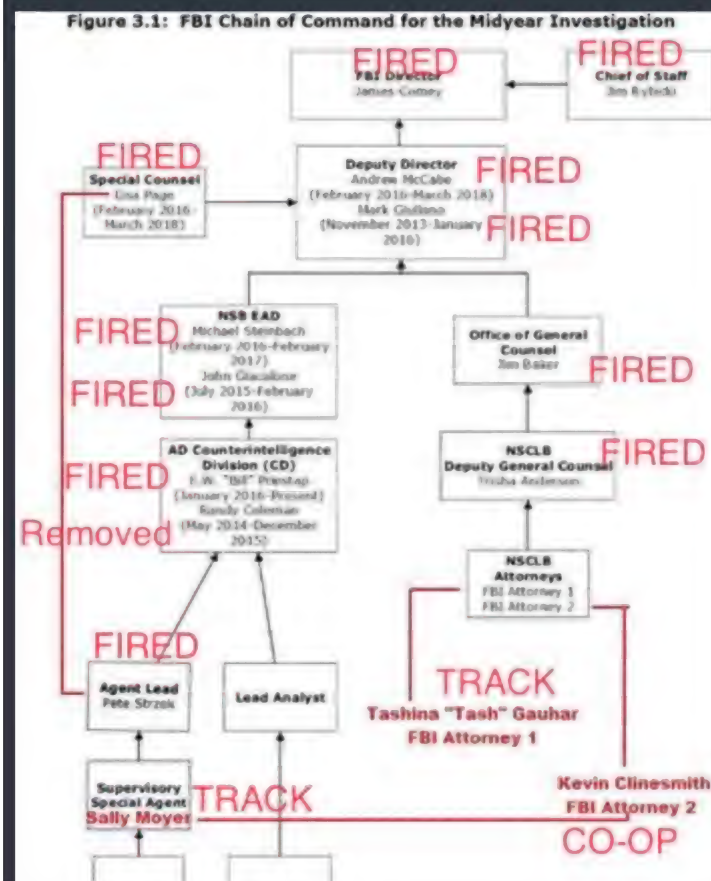 Figure 3.1: FBI Chain of Command for the Midyear Investigation
FIRED
FBI Director
James Comey
FIRED
Chief of Staff
Jim Rybicki
FIRED
Special Counsel
Lisa Page
(February 2016-
March 2018)
Deputy Director
Andrew McCabe
(February 2016-March 2018)
Mark Giuliano
(November 2013-January
2016)
FIRED
FIRED
NSB EAD
Michael Steinbach
(February 2016-February
2017)
John Giacalone
(July 2015-February
2016)
FIRED
FIRED
Office of General
Counsel
Jim Baker
FIRED
AD Counterintelligence
Division (CD)
E.W. "Bill" Priestap
(January 2016-Present)
Randy Coleman
(May 2014-December
2015)
FIRED
Removed
NSCLB
Deputy General Counsel
Trisha Anderson
FIRED
NSCLB
Attorneys
FBI Attorney 1
FBI Attorney 2
FIRED
Agent Lead
Pete Strzok
Lead Analyst
TRACK
Tashina "Tash" Gauhar
FBI Attorney 1
Supervisory
Special Agent
Sally Moyer
TRACK
Kevin Clinesmith
FBI Attorney 2
CO-OP